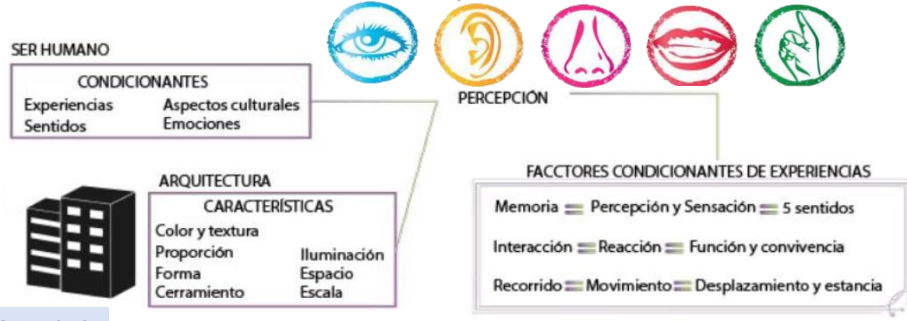 SER HUMANO
CONDICIONANTES
Experiencias Aspectos culturales
Sentidos Emociones
PERCEPCIÓN
ARQUITECTURA
CARACTERÍSTICAS
Color y textura
Proporción Iluminación
Forma Espacio
Cerramiento Escala
FACCTORES CONDICIONANTES DE EXPERIENCIAS
Memoria = Percepción y Sensación = 5 sentidos
Interacción = Reacción = Función y convivencia
Recorrido = Movimiento = Desplazamiento y estancia